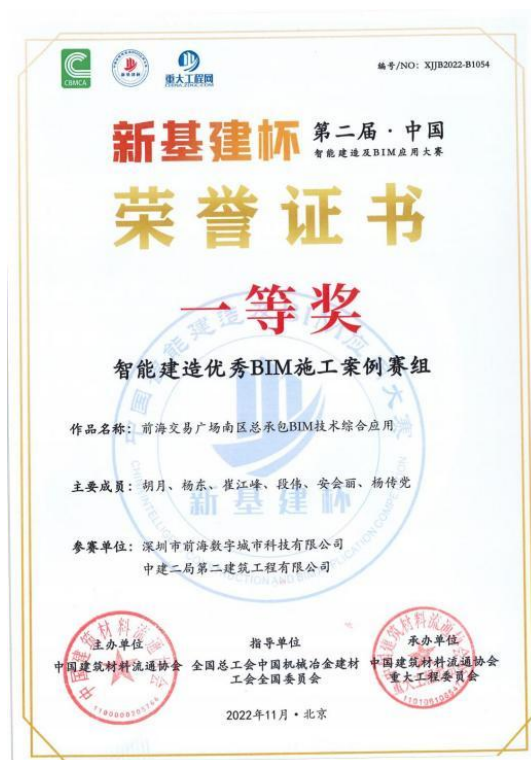 CBMCA
重大工程网
编号/NO: XJJB2022-B1054
新基建杯
第二届·中国
智能建造及BIM应用大赛
荣誉证书
一等奖
智能建造优秀BIM施工案例赛组
作品名称: 前海交易广场南区总承包BIM技术综合应用
主要成员: 胡月、杨东、崔江峰、段伟、安会丽、杨传党
新基建杯
参赛单位: 深圳市前海数字城市科技有限公司
中建二局第二建筑工程有限公司
主办单位
中国建筑材料流通协会
指导单位
全国总工会中国机械冶金建材
工会全国委员会
承办单位
中国建筑材料流通协会
重大工程委员会
2022年11月·北京